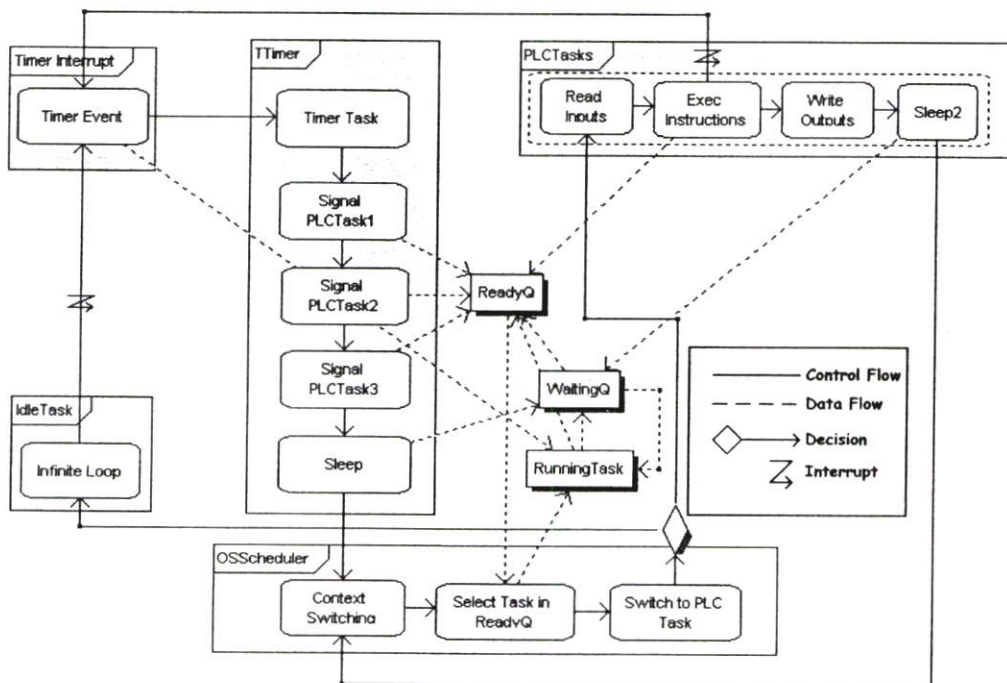 Timer Interrupt
Timer Event
TTimer
Timer Task
Signal
PLCTask1
Signal
PLCTask2
Signal
PLCTask3
Sleep
PLCTasks
Read
Inputs
Exec
Instructions
Write
Outputs
Sleep2
ReadyQ
WaitingQ
RunningTask
Control Flow
Data Flow
Decision
Interrupt
IdleTask
Infinite Loop
OSScheduler
Context
Switching
Select Task in
ReadyQ
Switch to PLC
Task